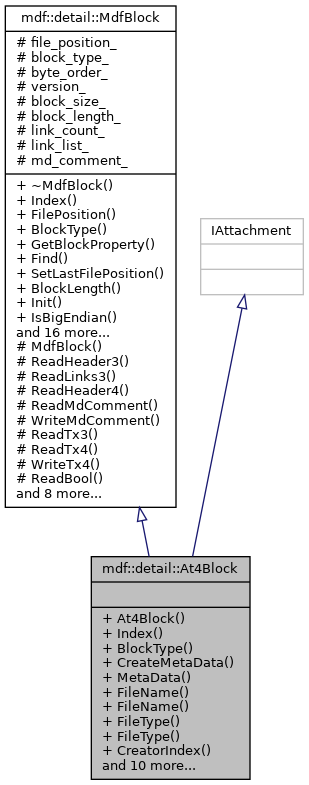 mdf::detail::MdfBlock
# file_position_
# block_type_
# byte_order_
# version_
# block_size_
# block_length_
# link_count_
# link_list_
# md_comment_
+ ~MdfBlock()
+ Index()
+ FilePosition()
+ BlockType()
+ GetBlockProperty()
+ Find()
+ SetLastFilePosition()
+ BlockLength()
+ Init()
+ IsBigEndian()
and 16 more...
# MdfBlock()
# ReadHeader3()
# ReadLinks3()
# ReadHeader4()
# ReadMdComment()
# WriteMdComment()
# ReadTx3()
# ReadTx4()
# WriteTx4()
# ReadBool()
and 8 more...
IAttachment
mdf::detail::At4Block
+ At4Block()
+ Index()
+ BlockType()
+ CreateMetaData()
+ MetaData()
+ FileName()
+ FileName()
+ FileType()
+ FileType()
+ CreatorIndex()
and 10 more...